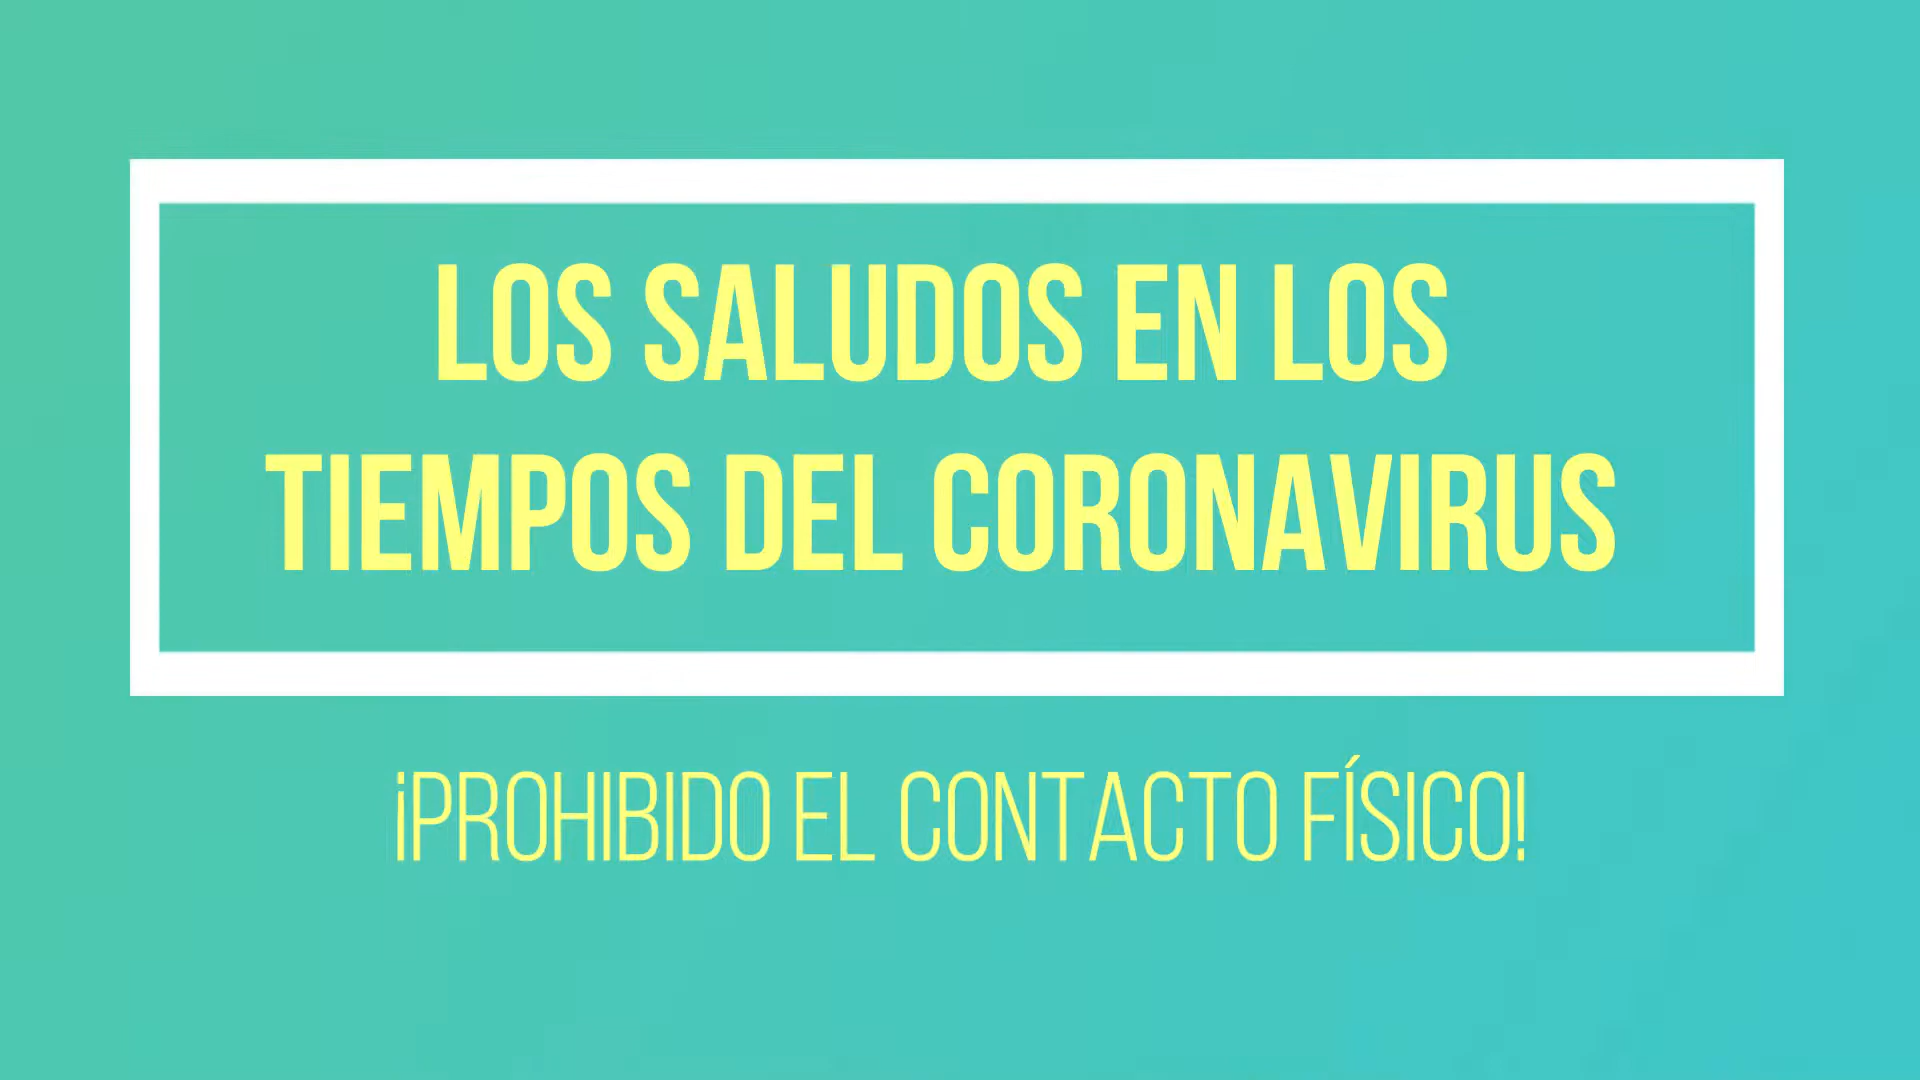 LOS SALUDOS EN LOS
TIEMPOS DEL CORONAVIRUS
¡PROHIBIDO EL CONTACTO FÍSICO!